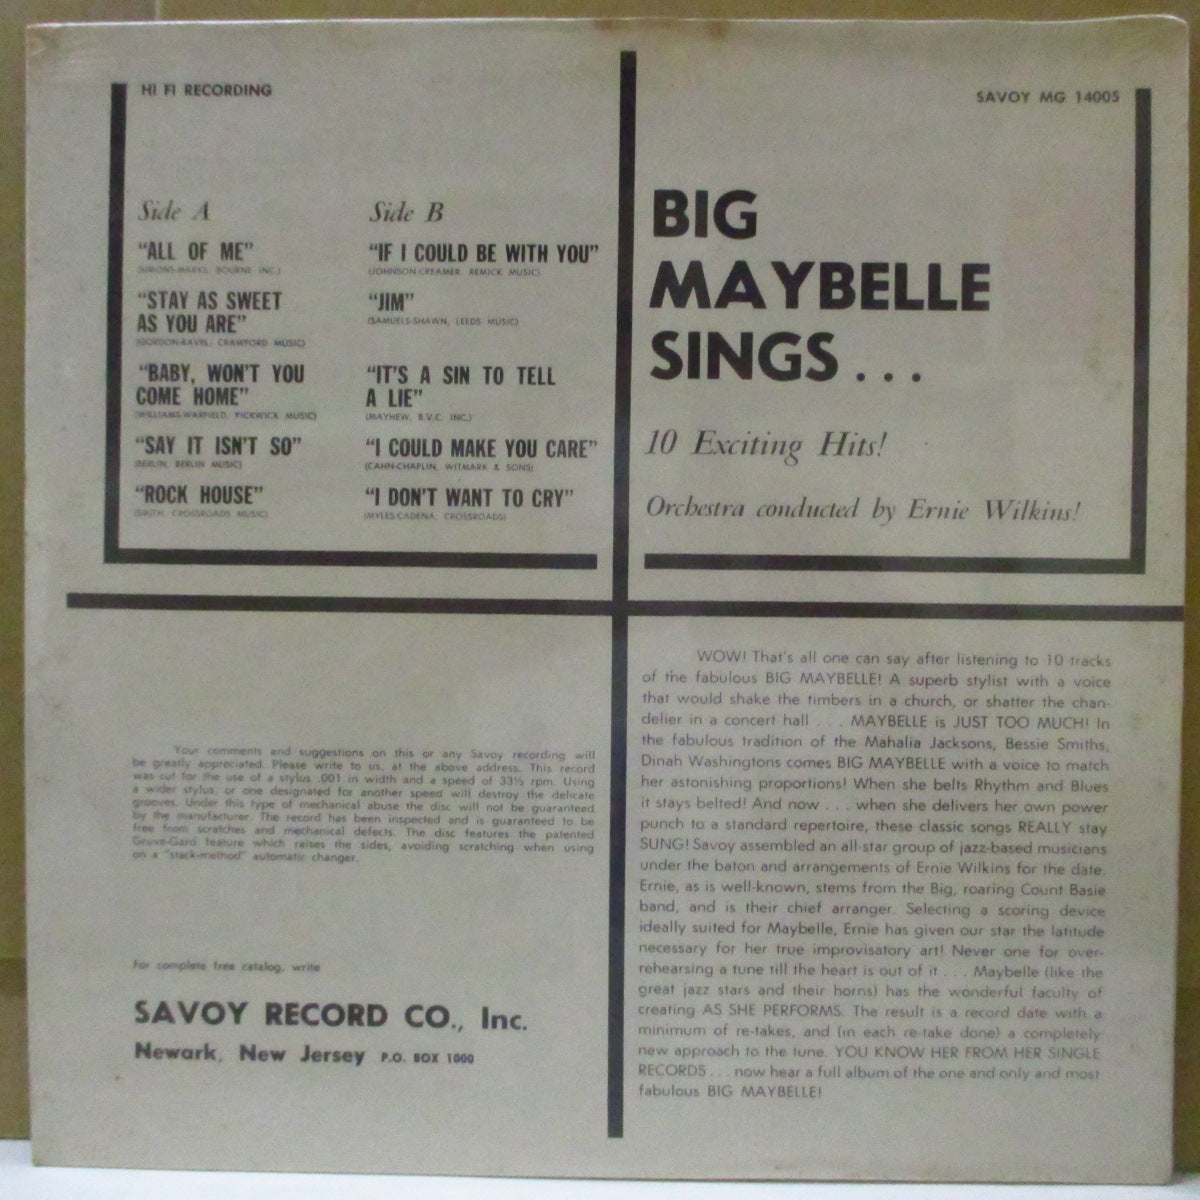 HI FI RECORDING
SAVOY MG 14005
Side A
"ALL OF ME"
(SIMONS-MARKS, BOURNE INC.)
"STAY AS SWEET
AS YOU ARE"
(GORDON-RAVEL, CRAWFORD MUSIC)
"BABY, WON'T YOU
COME HOME"
(WILLIAMS-WARFIELD, PICKWICK MUSIC)
"SAY IT ISN'T SO"
(BERLIN, BERLIN MUSIC)
"ROCK HOUSE"
(SMITH, CROSSROADS MUSIC)
Side B
"IF I COULD BE WITH YOU"
(JOHNSON-CREAMER, REMICK MUSIC)
"JIM"
(SAMUELS-SHAWN, LEEDS MUSIC)
"IT'S A SIN TO TELL
A LIE"
(MAYHEW, B.V.C. INC.)
"I COULD MAKE YOU CARE"
(CAHN-CHAPLIN, WITMARK & SONS)
"I DON'T WANT TO CRY"
(MYLES-CADENA, CROSSROADS)
BIG
MAYBELLE
SINGS . . .
10 Exciting Hits!
Orchestra conducted by Ernie Wilkins!
Your comments and suggestions on this or any Savoy recording will
be greatly appreciated. Please write to us, at the above address. This record
was cut for the use of a stylus .001 in width and a speed of 33⅓ rpm. Using
a wider stylus, or one designated for another speed will destroy the delicate
grooves. Under this type of mechanical abuse the disc will not be guaranteed
by the manufacturer. The record has been inspected and is guaranteed to be
free from scratches and mechanical defects. The disc features the patented
Gruve-Gard feature which raises the sides, avoiding scratching when using
on a "stack-method" automatic changer.
For complete free catalog, write
SAVOY RECORD CO., Inc.
Newark, New Jersey P.O. BOX 1000
WOW! That's all one can say after listening to 10 tracks
of the fabulous BIG MAYBELLE! A superb stylist with a voice
that would shake the timbers in a church, or shatter the chan-
delier in a concert hall . . . MAYBELLE is JUST TOO MUCH! In
the fabulous tradition of the Mahalia Jacksons, Bessie Smiths,
Dinah Washingtons comes BIG MAYBELLE with a voice to match
her astonishing proportions! When she belts Rhythm and Blues
it stays belted! And now . . . when she delivers her own power
punch to a standard repertoire, these classic songs REALLY stay
SUNG! Savoy assembled an all-star group of jazz-based musicians
under the baton and arrangements of Ernie Wilkins for the date.
Ernie, as is well-known, stems from the Big, roaring Count Basie
band, and is their chief arranger. Selecting a scoring device
ideally suited for Maybelle, Ernie has given our star the latitude
necessary for her true improvisatory art! Never one for over-
rehearsing a tune till the heart is out of it . . . Maybelle (like the
great jazz stars and their horns) has the wonderful faculty of
creating AS SHE PERFORMS. The result is a record date with a
minimum of re-takes, and (in each re-take done) a completely
new approach to the tune. YOU KNOW HER FROM HER SINGLE
RECORDS . . . now hear a full album of the one and only and most
fabulous BIG MAYBELLE!